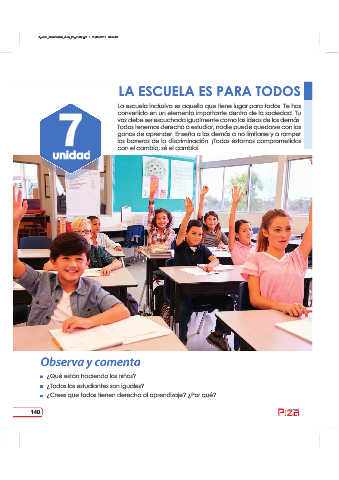 LA ESCUELA ES PARA TODOS
La escuela inclusiva es aquella que tiene lugar para todos. Te has
convertido en un elemento importante dentro de la sociedad. Tu
voz debe ser escuchada igualmente como las ideas de los demás.
Todos tenemos derecho a estudiar, nadie puede quedarse con las
ganas de aprender. Enseña a los demás a no limitarse y a romper
las barreras de la discriminación. ¡Todos estamos comprometidos
con el cambio, sé el cambio!
7
unidad
Observa y comenta
¿Qué están haciendo los niños?
¿Todos los estudiantes son iguales?
¿Crees que todos tienen derecho al aprendizaje? ¿Por qué?
140